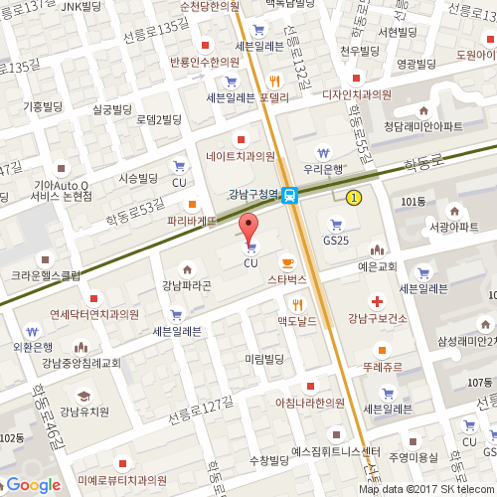 선릉로137길
JNK빌딩
순천당한의원
백녹담빌딩
세븐일레븐
선릉로132길
학동로55길
서현빌딩
천우빌딩
도원아이
선릉로135길
반룡인수한의원
영광빌딩
세븐일레븐
포델리
디자인치과의원
기흥빌딩
실궁빌딩
로뎀2빌딩
청담래미안아파트
네이트치과의원
우리은행
학동로
47길
시승빌딩
CU
기아Auto Q
서비스 논현점
강남구청역
1
101동
학동로53길
파리바게뜨
GS25
서광아파트
CU
예은교회
크라운헬스클럽
강남파라곤
스타벅스
세븐일레븐
연세닥터연치과의원
세븐일레븐
맥도날드
강남구보건소
외환은행
강남중앙침례교회
미림빌딩
삼성래미안2차
뚜레쥬르
107동
학동로46길
강남유치원
선릉로127길
아침나라한의원
세븐일레븐
102동
예스짐휘트니스센터
CU
주영미용실
수창빌딩
미예로뷰티치과의원
선릉
Google
Map data ©2017 SK telecom